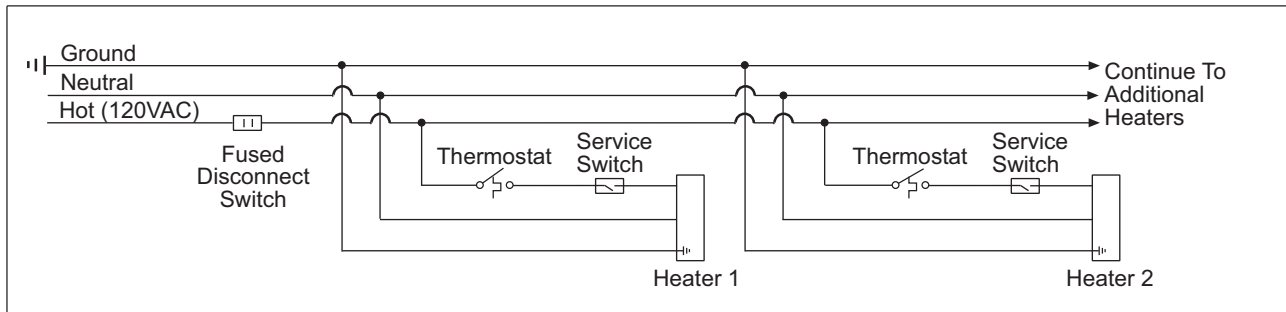 Ground
Neutral
Hot (120VAC)
Continue To
Additional
Heaters
Fused
Disconnect
Switch
Thermostat
Service
Switch
Thermostat
Service
Switch
Heater 1
Heater 2